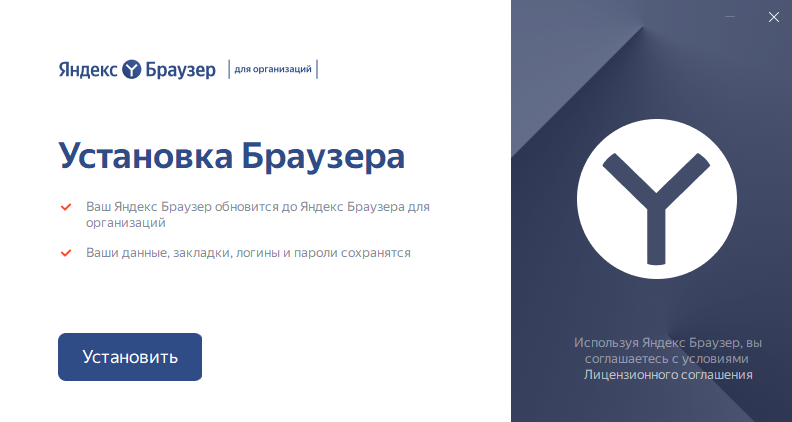 Яндекс Браузер для организаций
Установка Браузера
Ваш Яндекс Браузер обновится до Яндекс Браузера для
организаций
Ваши данные, закладки, логины и пароли сохранятся
Установить
Используя Яндекс Браузер, вы
соглашаетесь с условиями
Лицензионного соглашения